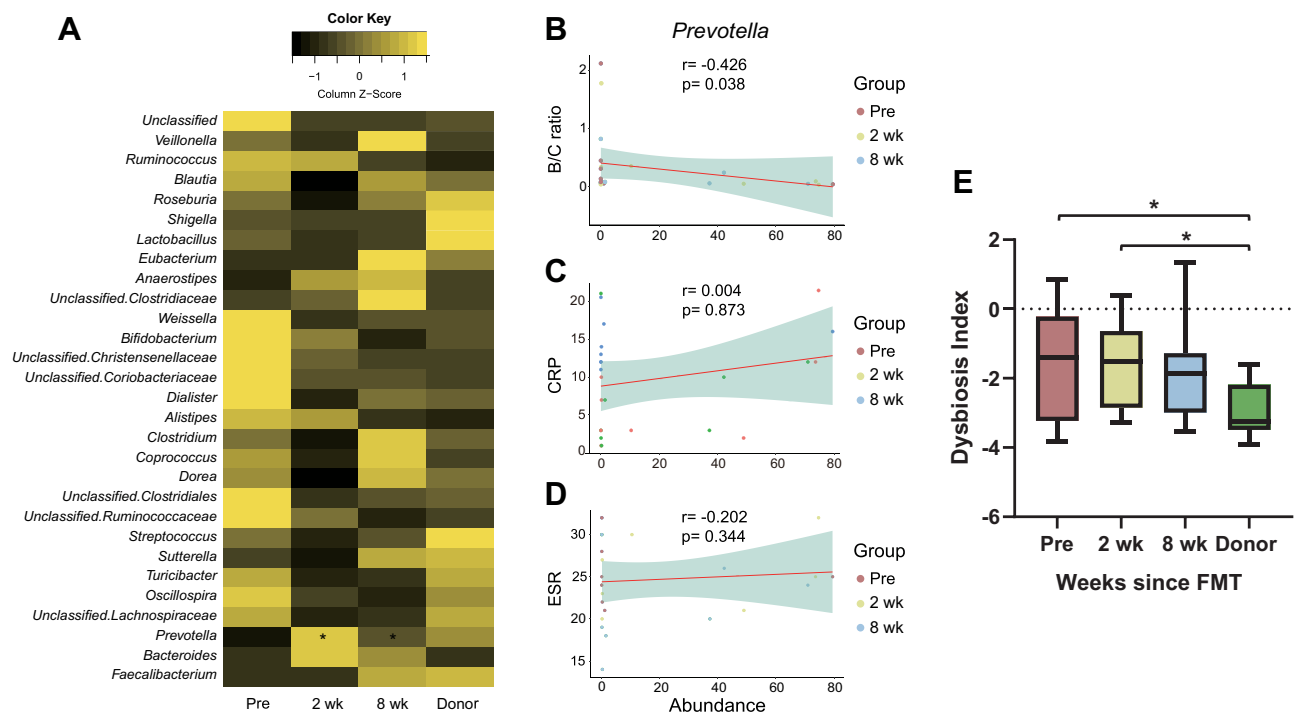 A
Color Key
−1 0 1
Column Z−Score
Unclassified
Veillonella
Ruminococcus
Blautia
Roseburia
Shigella
Lactobacillus
Eubacterium
Anaerostipes
Unclassified.Clostridiaceae
Weissella
Bifidobacterium
Unclassified.Christensenellaceae
Unclassified.Coriobacteriaceae
Dialister
Alistipes
Clostridium
Coprococcus
Dorea
Unclassified.Clostridiales
Unclassified.Ruminococcaceae
Streptococcus
Sutterella
Turicibacter
Oscillospira
Unclassified.Lachnospiraceae
Prevotella * *
Bacteroides
Faecalibacterium
Pre 2 wk 8 wk Donor
B
Prevotella
r= -0.426
p= 0.038
B/C ratio
2
1
0
0 20 40 60 80
Group
Pre
2 wk
8 wk
C
r= 0.004
p= 0.873
CRP
20
15
10
5
0
0 20 40 60 80
Group
Pre
2 wk
8 wk
D
r= -0.202
p= 0.344
ESR
30
25
20
15
0 20 40 60 80
Abundance
Group
Pre
2 wk
8 wk
E
*
*
Dysbiosis Index
2
0
-2
-4
-6
Pre 2 wk 8 wk Donor
Weeks since FMT